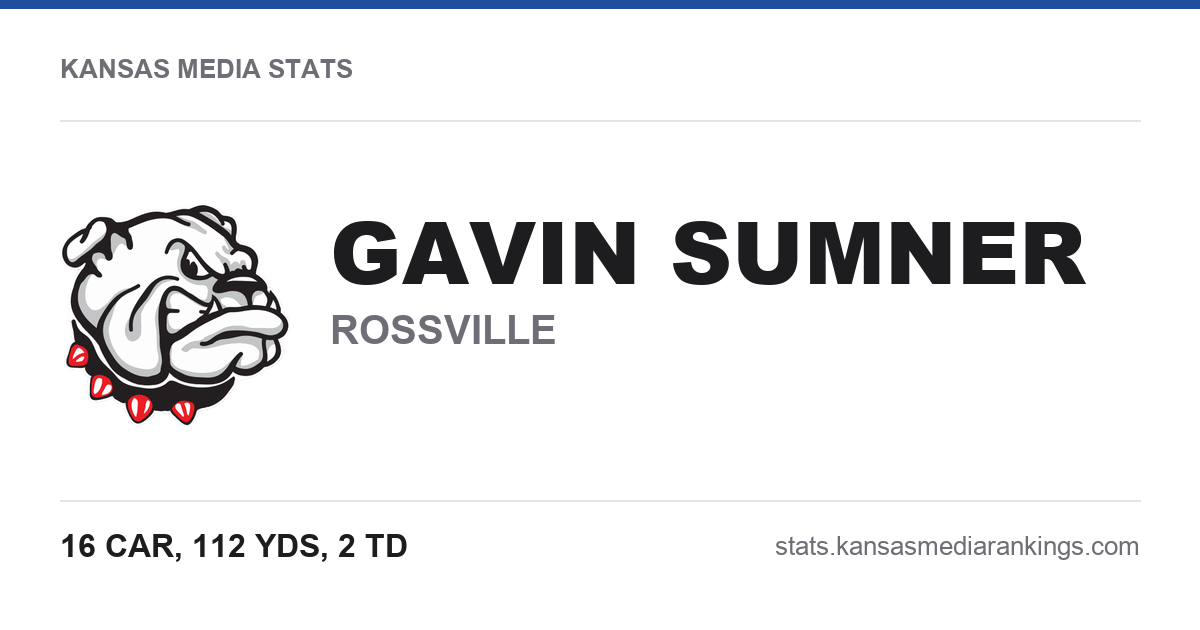 KANSAS MEDIA STATS
GAVIN SUMNER
ROSSVILLE
16 CAR, 112 YDS, 2 TD
stats.kansasmediarankings.com